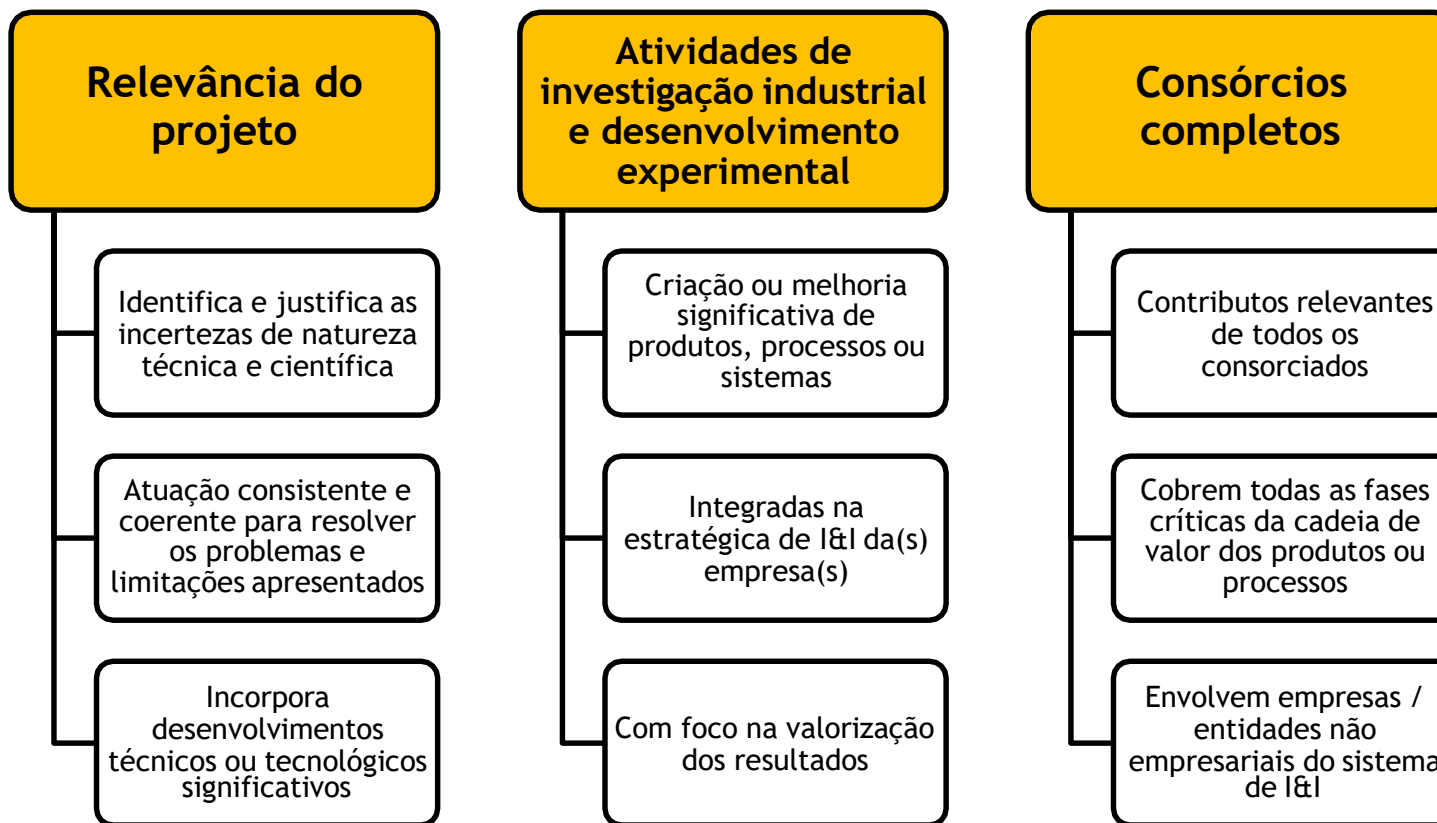 Relevância do
projeto
Identifica e justifica as
incertezas de natureza
técnica e científica
Atuação consistente e
coerente para resolver
os problemas e
limitações apresentados
Incorpora
desenvolvimentos
técnicos ou tecnológicos
significativos
Atividades de
investigação industrial
e desenvolvimento
experimental
Criação ou melhoria
significativa de
produtos, processos ou
sistemas
Integradas na
estratégica de I&I da(s)
empresa(s)
Com foco na valorização
dos resultados
Consórcios
completos
Contributos relevantes
de todos os
consorciados
Cobrem todas as fases
críticas da cadeia de
valor dos produtos ou
processos
Envolvem empresas /
entidades não
empresariais do sistema
de I&I